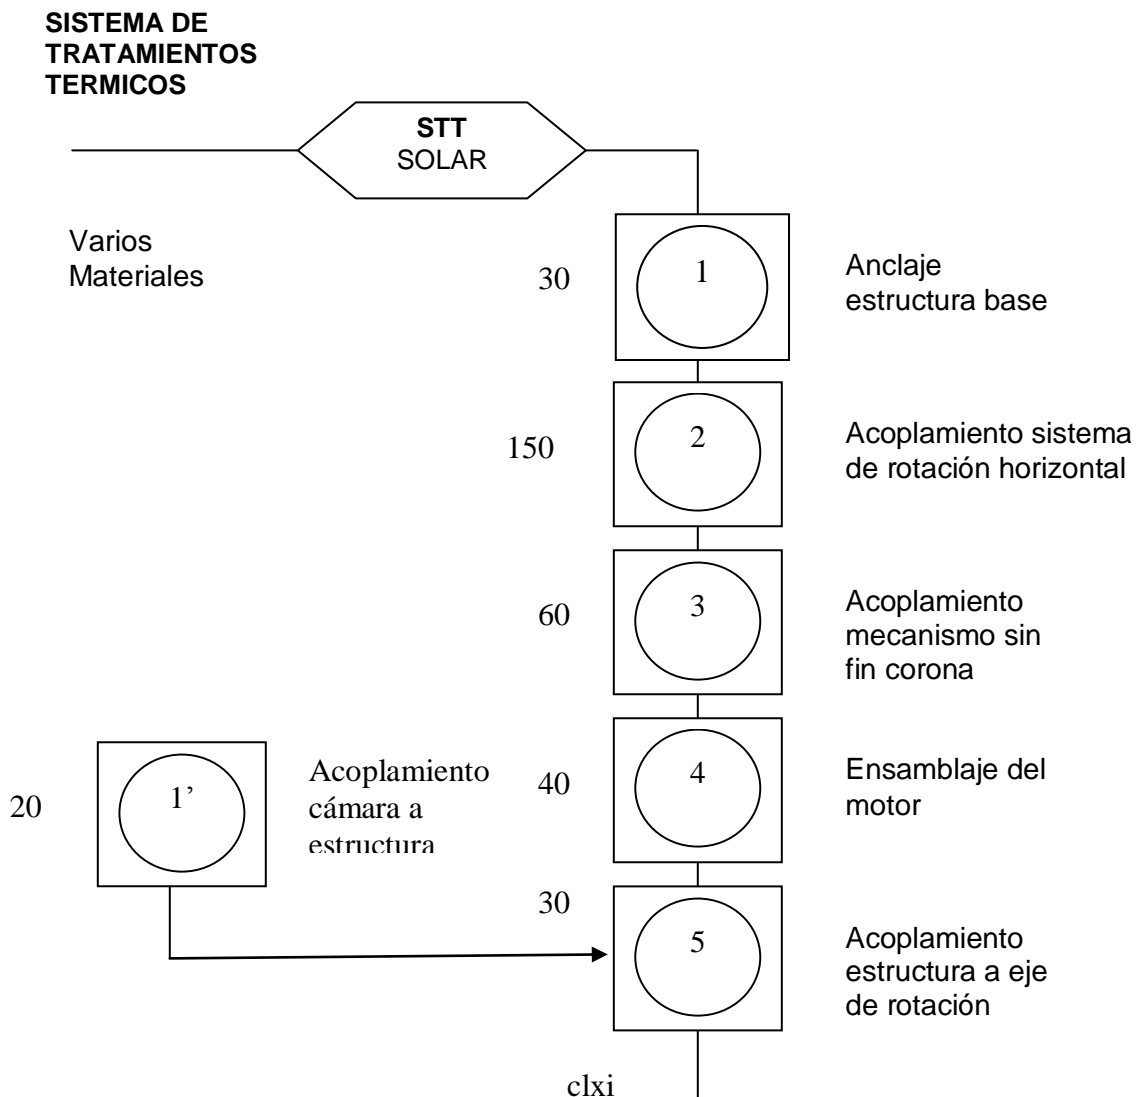 SISTEMA DE
TRATAMIENTOS
TERMICOS
STT
SOLAR
Varios
Materiales
30
1
Anclaje
estructura base
150
2
Acoplamiento sistema
de rotación horizontal
60
3
Acoplamiento
mecanismo sin
fin corona
20
1’
Acoplamiento
cámara a
estructura
40
4
Ensamblaje del
motor
30
5
Acoplamiento
estructura a eje
de rotación
clxi